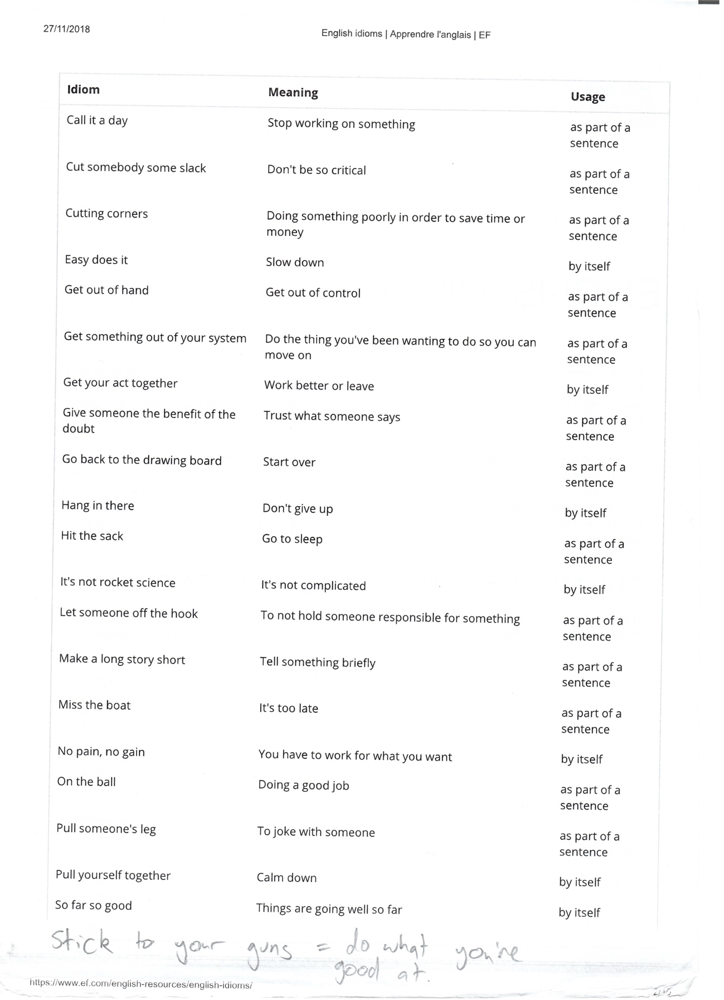 27/11/2018
English idioms | Apprendre l'anglais | EF
Idiom Meaning Usage
Call it a day Stop working on something as part of a
sentence
Cut somebody some slack Don't be so critical as part of a
sentence
Cutting corners Doing something poorly in order to save time or as part of a
money sentence
Easy does it Slow down by itself
Get out of hand Get out of control as part of a
sentence
Get something out of your system Do the thing you've been wanting to do so you can as part of a
move on sentence
Get your act together Work better or leave by itself
Give someone the benefit of the Trust what someone says as part of a
doubt sentence
Go back to the drawing board Start over as part of a
sentence
Hang in there Don't give up by itself
Hit the sack Go to sleep as part of a
sentence
It's not rocket science It's not complicated by itself
Let someone off the hook To not hold someone responsible for something as part of a
sentence
Make a long story short Tell something briefly as part of a
sentence
Miss the boat It's too late as part of a
sentence
No pain, no gain You have to work for what you want by itself
On the ball Doing a good job as part of a
sentence
Pull someone's leg To joke with someone as part of a
sentence
Pull yourself together Calm down by itself
So far so good Things are going well so far by itself
Stick to your guns = do what you're
good at.
https://www.ef.com/english-resources/english-idioms/